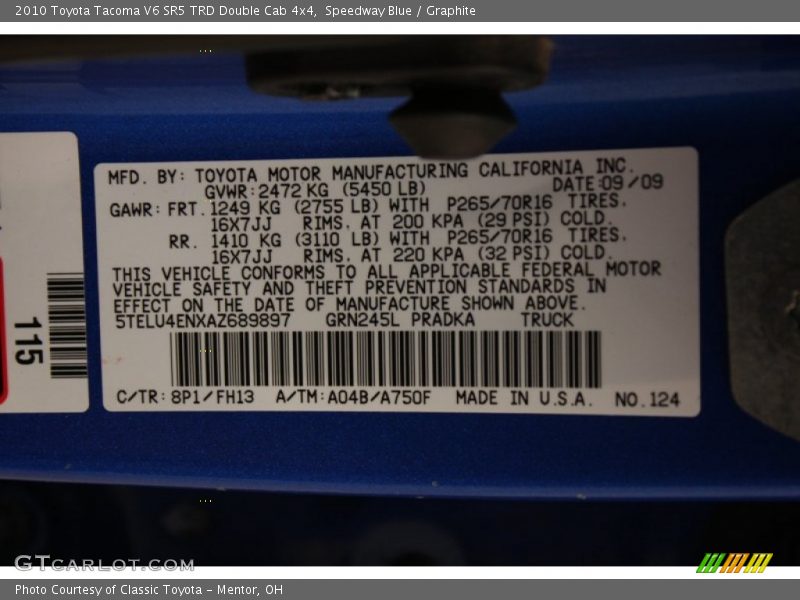 2010 Toyota Tacoma V6 SR5 TRD Double Cab 4x4, Speedway Blue / Graphite
MFD. BY: TOYOTA MOTOR MANUFACTURING CALIFORNIA INC.
GVWR: 2472 KG (5450 LB) DATE: 09/09
GAWR: FRT. 1249 KG (2755 LB) WITH P265/70R16 TIRES.
16X7JJ RIMS. AT 200 KPA (29 PSI) COLD.
RR. 1410 KG (3110 LB) WITH P265/70R16 TIRES.
16X7JJ RIMS. AT 220 KPA (32 PSI) COLD.
THIS VEHICLE CONFORMS TO ALL APPLICABLE FEDERAL MOTOR
VEHICLE SAFETY AND THEFT PREVENTION STANDARDS IN
EFFECT ON THE DATE OF MANUFACTURE SHOWN ABOVE.
5TELU4ENXAZ689897 GRN245L PRADKA TRUCK
C/TR: 8P1/FH13 A/TM: A04B/A750F MADE IN U.S.A. NO. 124
115
GTCARLOT.COM
Photo Courtesy of Classic Toyota - Mentor, OH